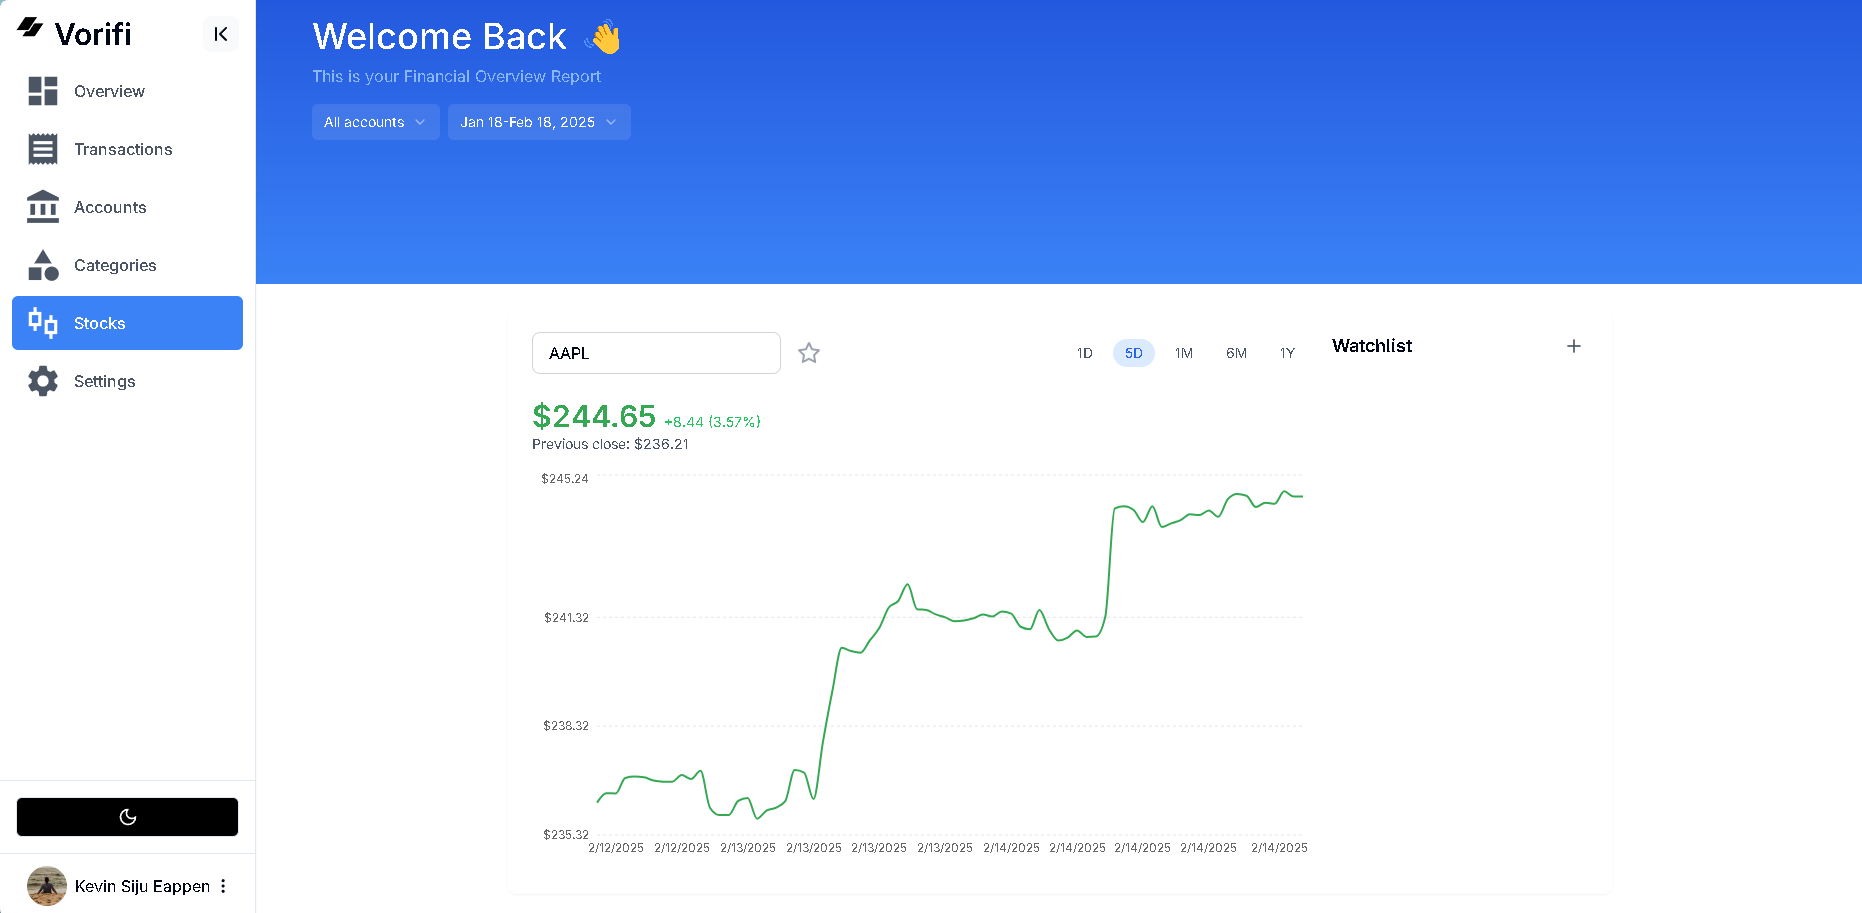 Vorifi
Overview
Transactions
Accounts
Categories
Stocks
Settings
Kevin Siju Eappen
Welcome Back 👋
This is your Financial Overview Report
All accounts
Jan 18-Feb 18, 2025
AAPL
1D 5D 1M 6M 1Y
$244.65 +8.44 (3.57%)
Previous close: $236.21
$245.24
$241.32
$238.32
$235.32
2/12/2025 2/12/2025 2/13/2025 2/13/2025 2/13/2025 2/13/2025 2/14/2025 2/14/2025 2/14/2025 2/14/2025 2/14/2025
Watchlist